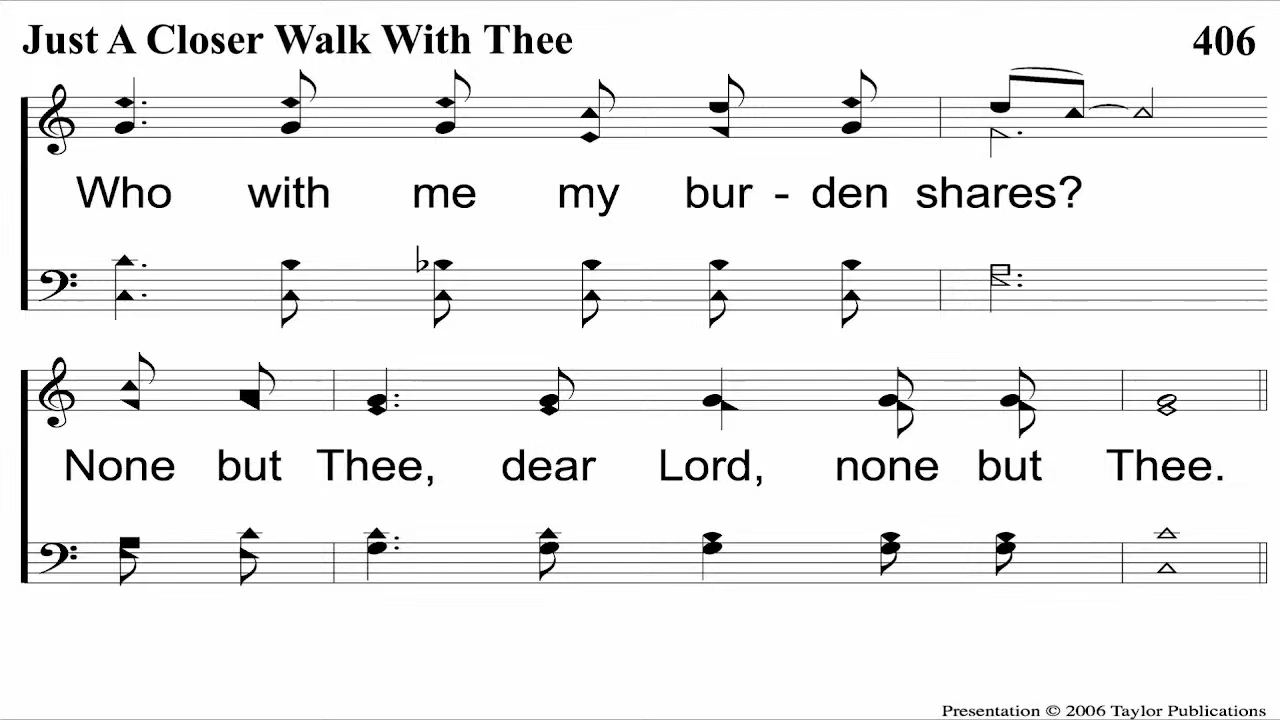 Just A Closer Walk With Thee 406
Who with me my bur - den shares?
None but Thee, dear Lord, none but Thee.
Presentation © 2006 Taylor Publications